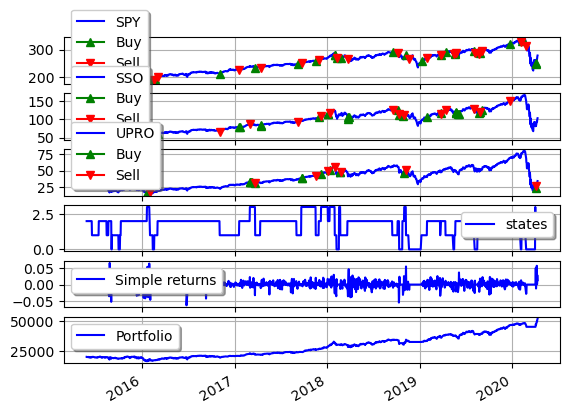 SPY
Buy
Sell
300
200
SSO
Buy
Sell
150
100
50
UPRO
Buy
Sell
75
50
25
2.5
0.0
states
0.05
0.00
−0.05
Simple returns
50000
25000
Portfolio
2016
2017
2018
2019
2020